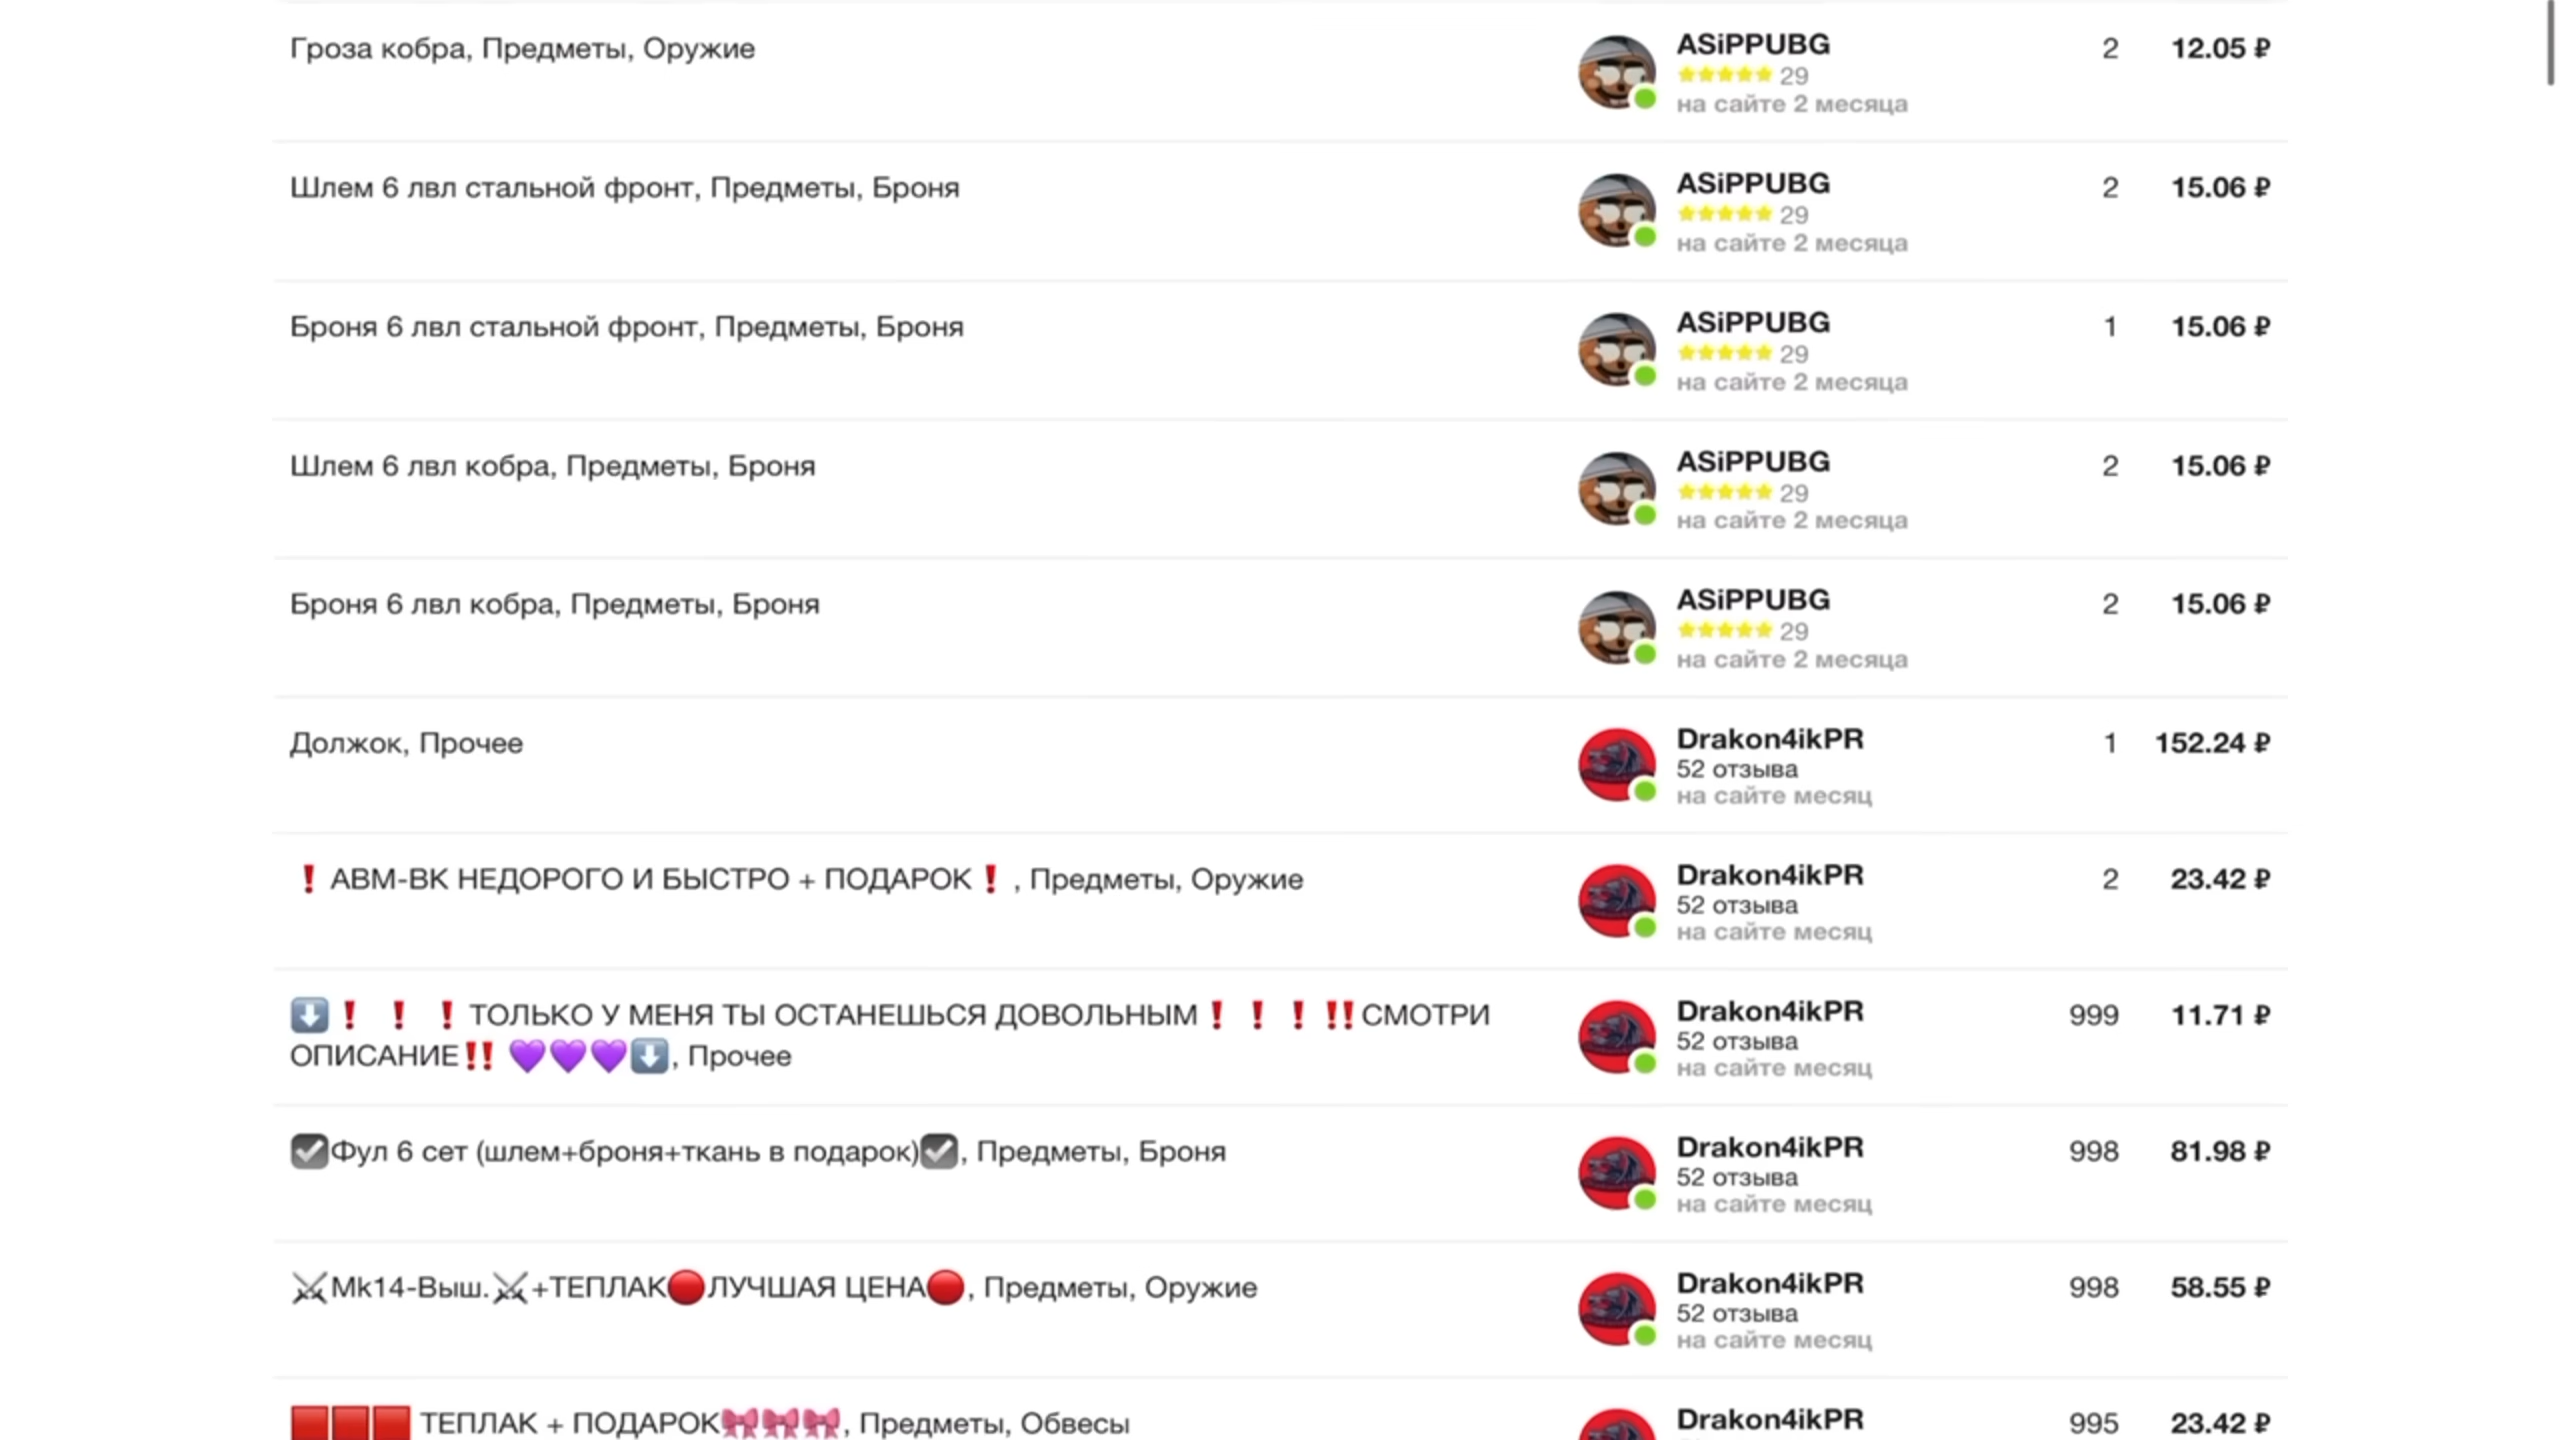 Гроза кобра, Предметы, Оружие
ASiPPUBG
2
12.05 ₽
★★★★★ 29
на сайте 2 месяца
Шлем 6 лвл стальной фронт, Предметы, Броня
ASiPPUBG
2
15.06 ₽
★★★★★ 29
на сайте 2 месяца
Броня 6 лвл стальной фронт, Предметы, Броня
ASiPPUBG
1
15.06 ₽
★★★★★ 29
на сайте 2 месяца
Шлем 6 лвл кобра, Предметы, Броня
ASiPPUBG
2
15.06 ₽
★★★★★ 29
на сайте 2 месяца
Броня 6 лвл кобра, Предметы, Броня
ASiPPUBG
2
15.06 ₽
★★★★★ 29
на сайте 2 месяца
Должок, Прочее
Drakon4ikPR
1
152.24 ₽
52 отзыва
на сайте месяц
❗АВМ-ВК НЕДОРОГО И БЫСТРО + ПОДАРОК❗, Предметы, Оружие
Drakon4ikPR
2
23.42 ₽
52 отзыва
на сайте месяц
⬇️❗❗❗ТОЛЬКО У МЕНЯ ТЫ ОСТАНЕШЬСЯ ДОВОЛЬНЫМ❗❗❗‼️СМОТРИ
ОПИСАНИЕ‼️ 💜💜💜⬇️, Прочее
Drakon4ikPR
999
11.71 ₽
52 отзыва
на сайте месяц
☑️Фул 6 сет (шлем+броня+ткань в подарок)☑️, Предметы, Броня
Drakon4ikPR
998
81.98 ₽
52 отзыва
на сайте месяц
⚔️Mk14-Выш.⚔️+ТЕПЛАК🔴ЛУЧШАЯ ЦЕНА🔴, Предметы, Оружие
Drakon4ikPR
998
58.55 ₽
52 отзыва
на сайте месяц
🟥🟥🟥 ТЕПЛАК + ПОДАРОК🎀🎀🎀, Предметы, Обвесы
Drakon4ikPR
995
23.42 ₽